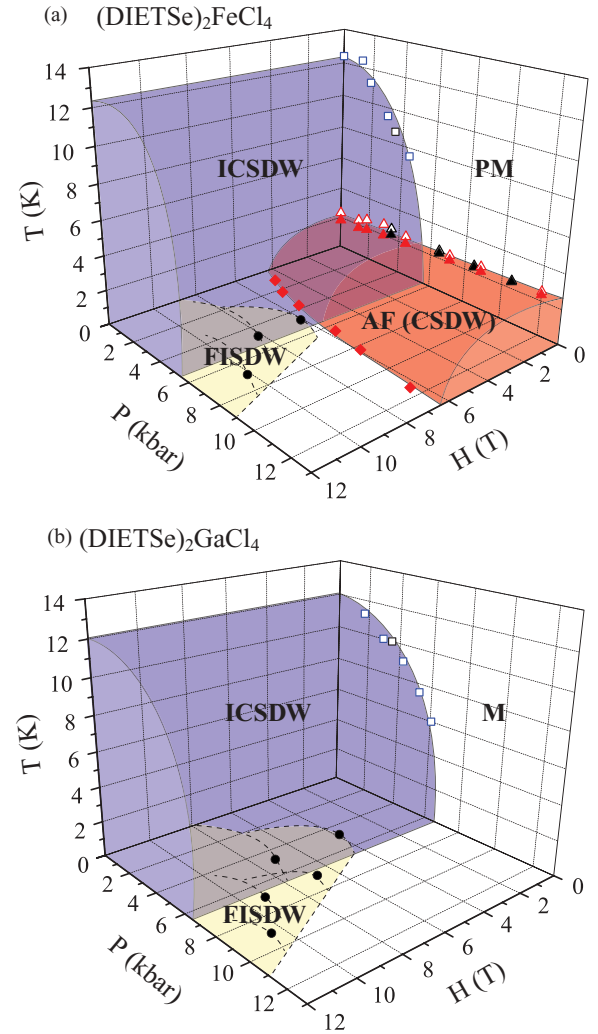 (a) (DIETSe)₂FeCl₄
14
12
10
8
6
4
2
0
T (K)
ICSDW
PM
AF (CSDW)
FISDW
2
4
6
8
10
12
P (kbar)
0
2
4
6
8
10
12
H (T)
(b) (DIETSe)₂GaCl₄
14
12
10
8
6
4
2
0
T (K)
ICSDW
M
FISDW
2
4
6
8
10
12
P (kbar)
0
2
4
6
8
10
12
H (T)